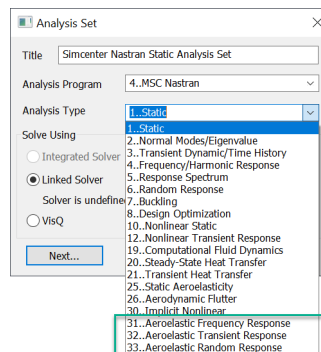 Analysis Set
Title Simcenter Nastran Static Analysis Set
Analysis Program 4..MSC Nastran
Analysis Type 1..Static
Solve Using
Integrated Solver
Linked Solver
Solver is undefine
VisQ
Next...
1..Static
2..Normal Modes/Eigenvalue
3..Transient Dynamic/Time History
4..Frequency/Harmonic Response
5..Response Spectrum
6..Random Response
7..Buckling
8..Design Optimization
10..Nonlinear Static
12..Nonlinear Transient Response
19..Computational Fluid Dynamics
20..Steady-State Heat Transfer
21..Transient Heat Transfer
25..Static Aeroelasticity
26..Aerodynamic Flutter
30..Implicit Nonlinear
31..Aeroelastic Frequency Response
32..Aeroelastic Transient Response
33..Aeroelastic Random Response